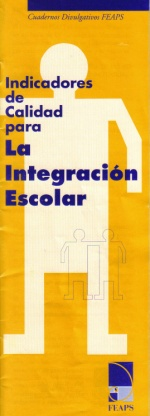 Cuadernos Divulgativos FEAPS
Indicadores
de
Calidad
para
La
Integración
Escolar
FEAPS